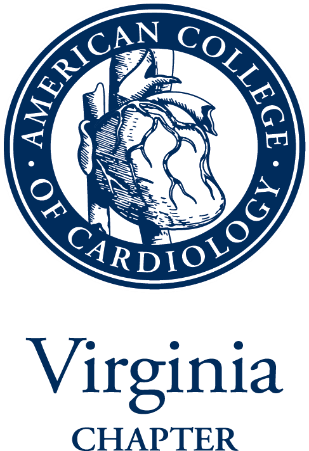 AMERICAN COLLEGE
· OF CARDIOLOGY ·
Virginia
CHAPTER